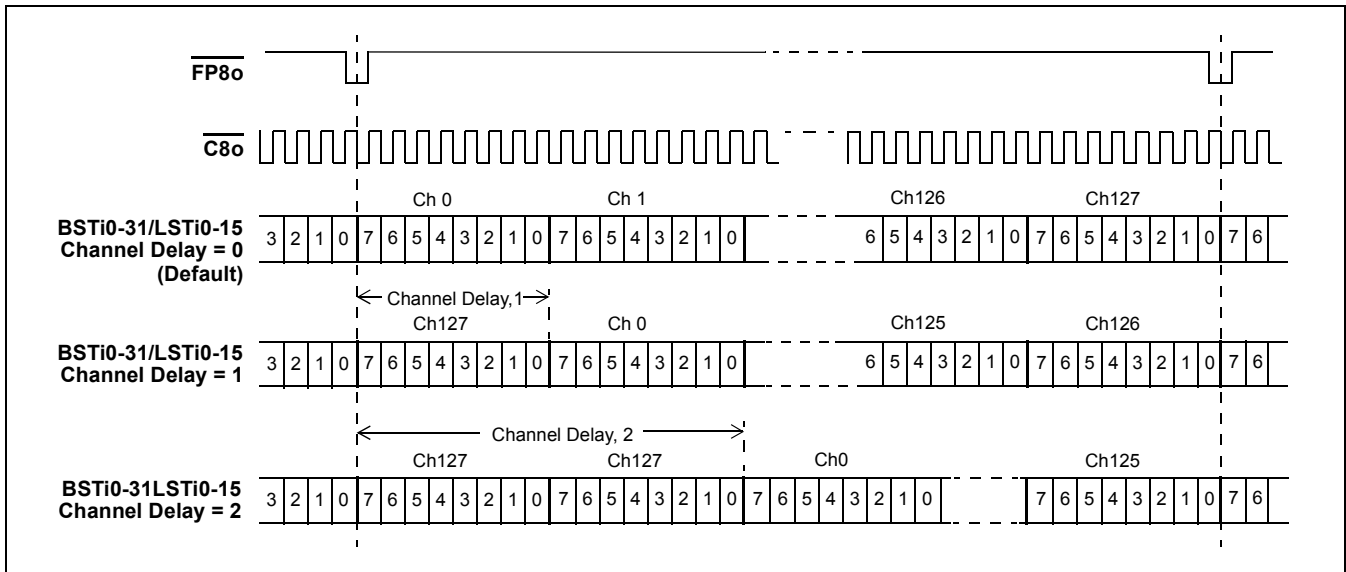 FP8o
C8o
Ch 0 Ch 1 Ch126 Ch127
BSTi0-31/LSTi0-15
Channel Delay = 0
(Default)
3 2 1 0 7 6 5 4 3 2 1 0 7 6 5 4 3 2 1 0 6 5 4 3 2 1 0 7 6 5 4 3 2 1 0 7 6
Channel Delay,1
Ch127 Ch 0 Ch125 Ch126
BSTi0-31/LSTi0-15
Channel Delay = 1
3 2 1 0 7 6 5 4 3 2 1 0 7 6 5 4 3 2 1 0 6 5 4 3 2 1 0 7 6 5 4 3 2 1 0 7 6
Channel Delay, 2
Ch127 Ch127 Ch0 Ch125
BSTi0-31LSTi0-15
Channel Delay = 2
3 2 1 0 7 6 5 4 3 2 1 0 7 6 5 4 3 2 1 0 7 6 5 4 3 2 1 0 7 6 5 4 3 2 1 0 7 6